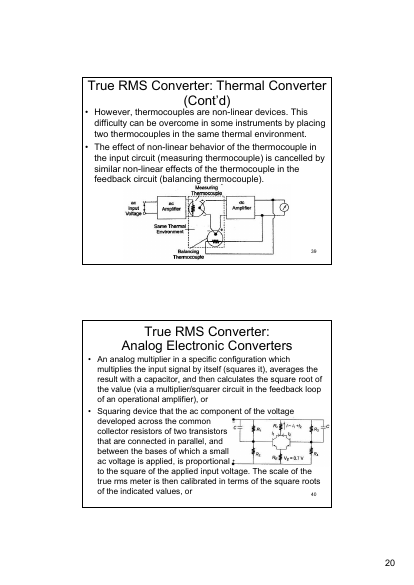 True RMS Converter: Thermal Converter
(Cont'd)
• However, thermocouples are non-linear devices. This
difficulty can be overcome in some instruments by placing
two thermocouples in the same thermal environment.
• The effect of non-linear behavior of the thermocouple in
the input circuit (measuring thermocouple) is cancelled by
similar non-linear effects of the thermocouple in the
feedback circuit (balancing thermocouple).
Measuring
Thermocouple
ac
Input
Voltage
ac
Amplifier
dc
Amplifier
Same Thermal
Environment
Balancing
Thermocouple
39
True RMS Converter:
Analog Electronic Converters
• An analog multiplier in a specific configuration which
multiplies the input signal by itself (squares it), averages the
result with a capacitor, and then calculates the square root of
the value (via a multiplier/squarer circuit in the feedback loop
of an operational amplifier), or
• Squaring device that the ac component of the voltage
developed across the common
collector resistors of two transistors
that are connected in parallel, and
between the bases of which a small
ac voltage is applied, is proportional
to the square of the applied input voltage. The scale of the
true rms meter is then calibrated in terms of the square roots
of the indicated values, or
C
R₁
C
40
20